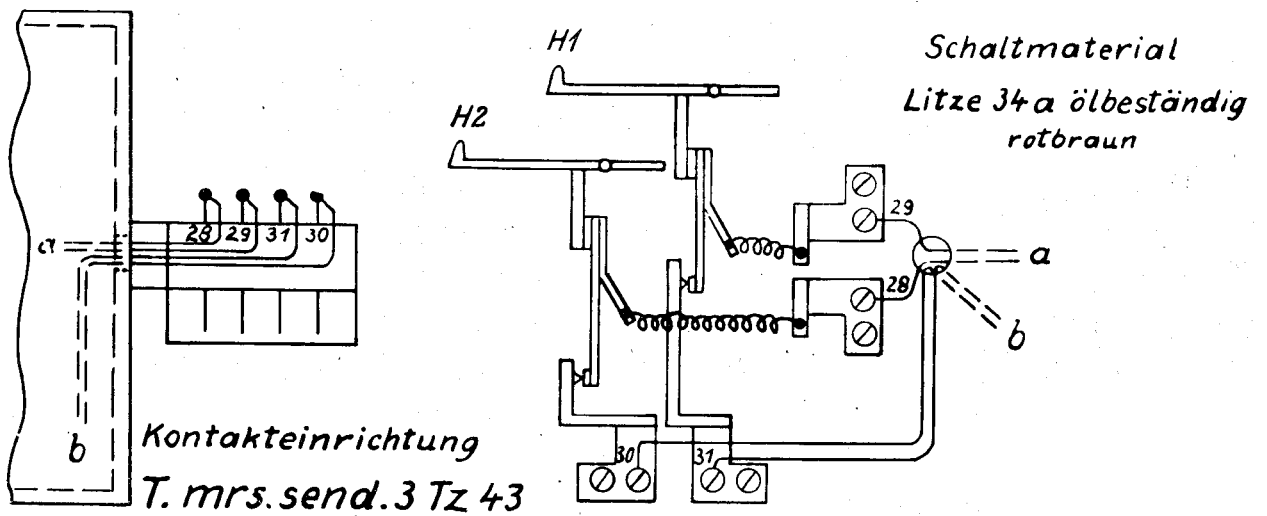 H1
Schaltmaterial
Litze 34a ölbeständig
rotbraun
H2
28 29 31 30
a
b
29
a
28
b
30
31
Kontakteinrichtung
T. mrs. send. 3 Tz 43